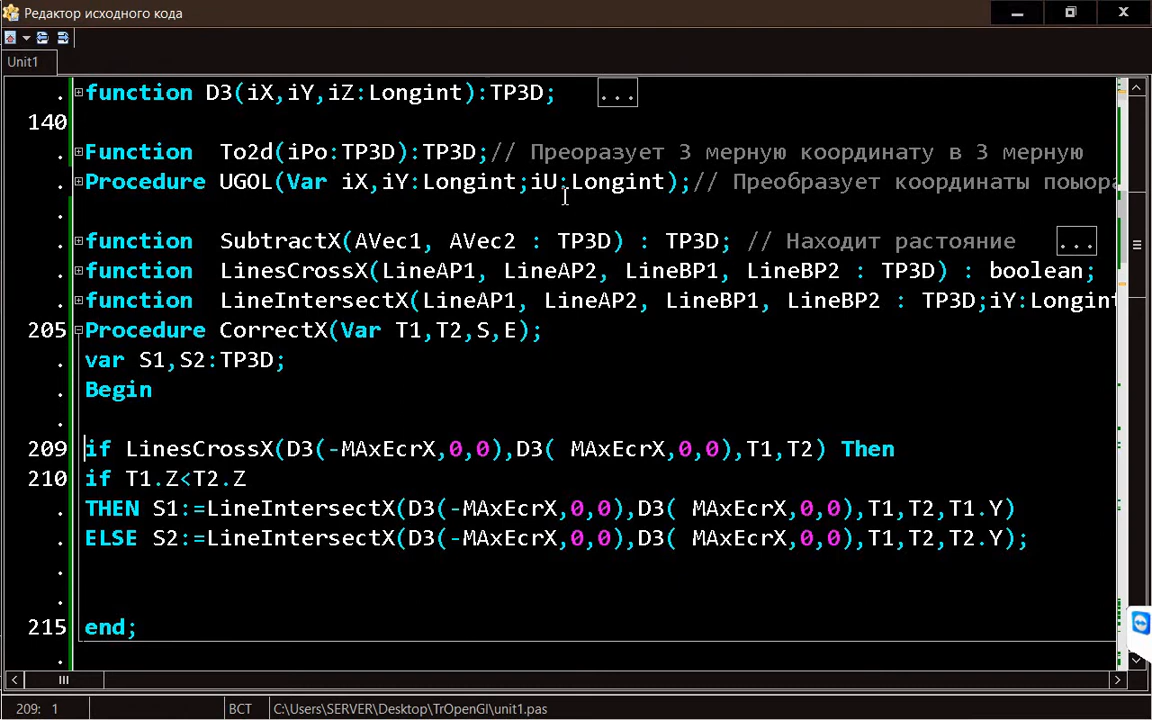 Редактор исходного кода
Unit1
function D3(iX,iY,iZ:Longint):TP3D; ...
140
Function To2d(iPo:TP3D):TP3D;// Преоразует 3 мерную координату в 3 мерную
Procedure UGOL(Var iX,iY:Longint;iU:Longint);// Преобразует координаты поыора
function SubtractX(AVec1, AVec2 : TP3D) : TP3D; // Находит растояние ...
function LinesCrossX(LineAP1, LineAP2, LineBP1, LineBP2 : TP3D) : boolean;
function LineIntersectX(LineAP1, LineAP2, LineBP1, LineBP2 : TP3D;iY:Longint
205 Procedure CorrectX(Var T1,T2,S,E);
var S1,S2:TP3D;
Begin
209 if LinesCrossX(D3(-MAxEcrX,0,0),D3( MAxEcrX,0,0),T1,T2) Then
210 if T1.Z<T2.Z
THEN S1:=LineIntersectX(D3(-MAxEcrX,0,0),D3( MAxEcrX,0,0),T1,T2,T1.Y)
ELSE S2:=LineIntersectX(D3(-MAxEcrX,0,0),D3( MAxEcrX,0,0),T1,T2,T2.Y);
215 end;
209: 1 ВСТ C:\Users\SERVER\Desktop\TrOpenGl\unit1.pas